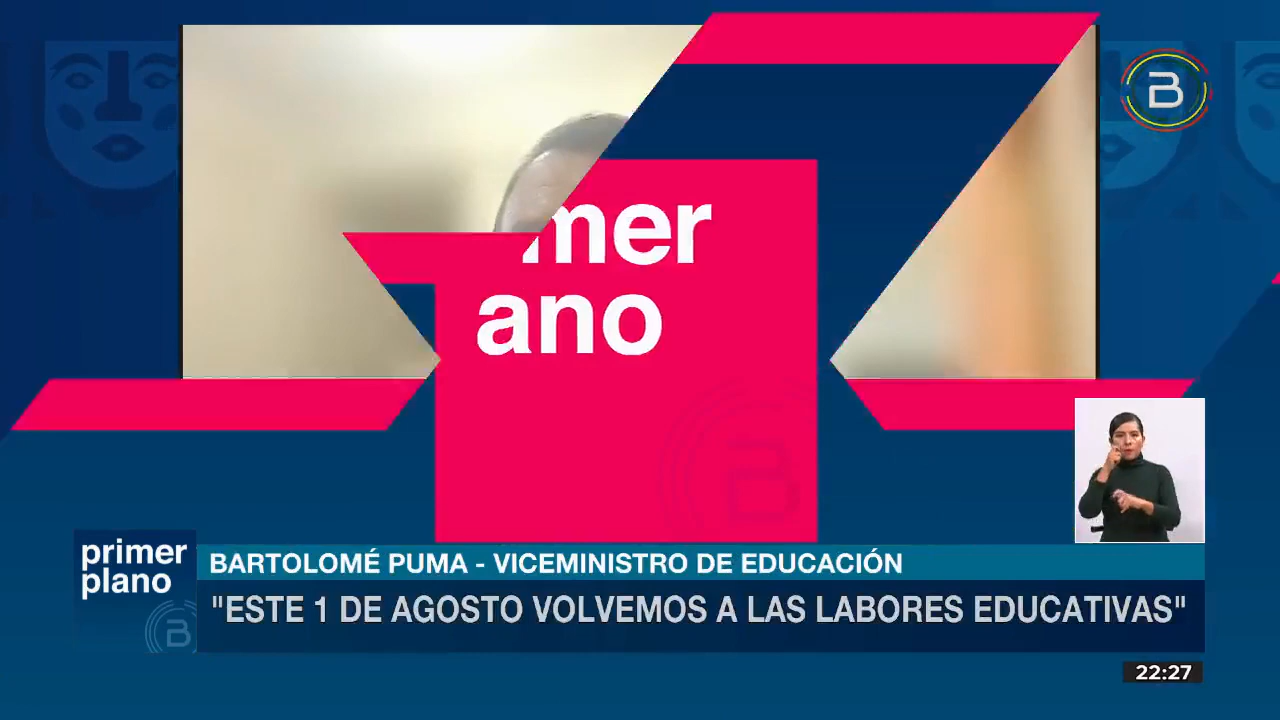 B
mer
ano
primer
plano
B
BARTOLOMÉ PUMA - VICEMINISTRO DE EDUCACIÓN
"ESTE 1 DE AGOSTO VOLVEMOS A LAS LABORES EDUCATIVAS"
B
22:27